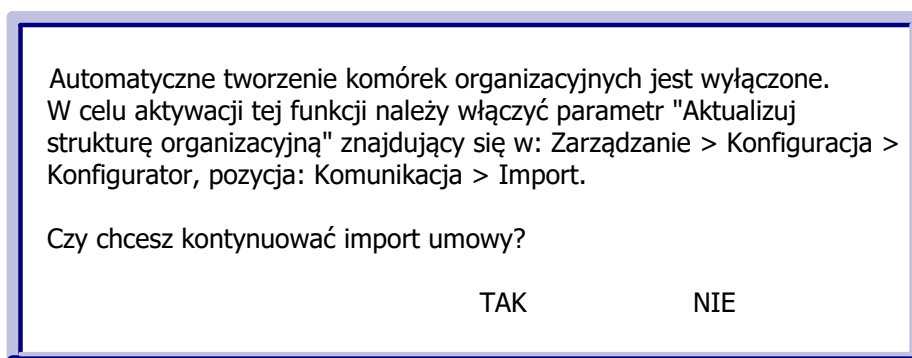 Automatyczne tworzenie komórek organizacyjnych jest wyłączone.
W celu aktywacji tej funkcji należy włączyć parametr "Aktualizuj
strukturę organizacyjną" znajdujący się w: Zarządzanie > Konfiguracja >
Konfigurator, pozycja: Komunikacja > Import.
Czy chcesz kontynuować import umowy?
TAK NIE